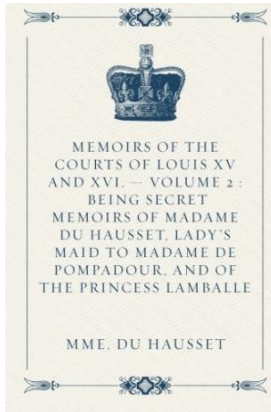 MEMOIRS OF THE
COURTS OF LOUIS XV
AND XVI. — VOLUME 2 :
BEING SECRET
MEMOIRS OF MADAME
DU HAUSSET, LADY'S
MAID TO MADAME DE
POMPADOUR, AND OF
THE PRINCESS LAMBALLE
MME. DU HAUSSET